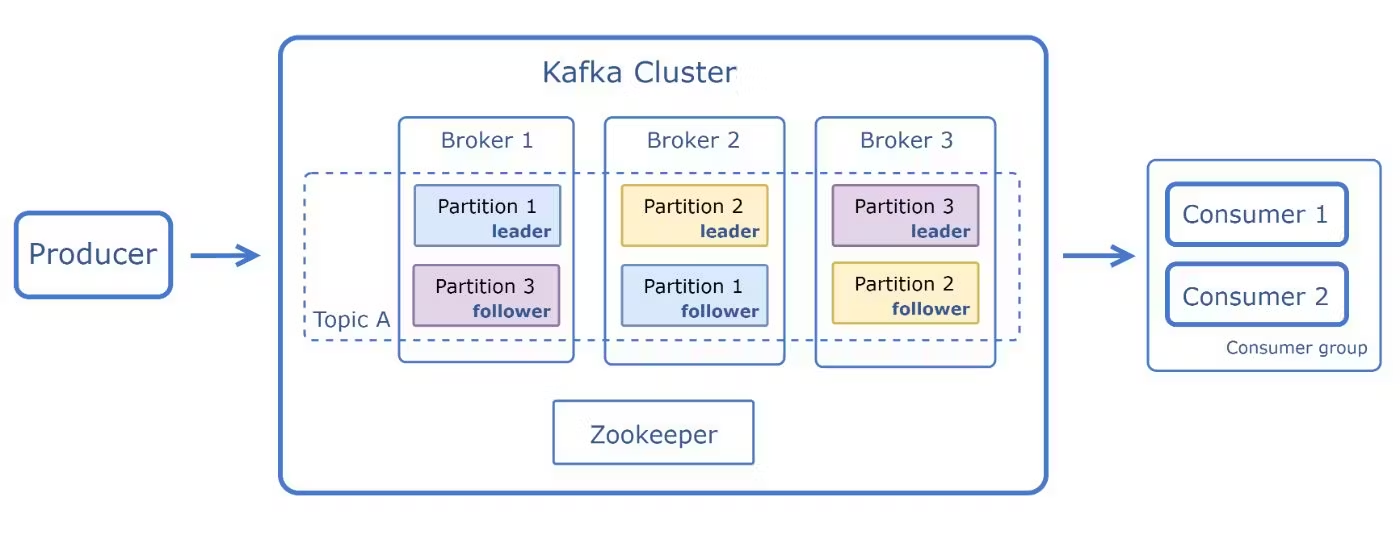 Kafka Cluster
Broker 1
Broker 2
Broker 3
Partition 1
leader
Partition 2
leader
Partition 3
leader
Partition 3
follower
Partition 1
follower
Partition 2
follower
Topic A
Zookeeper
Producer
Consumer 1
Consumer 2
Consumer group